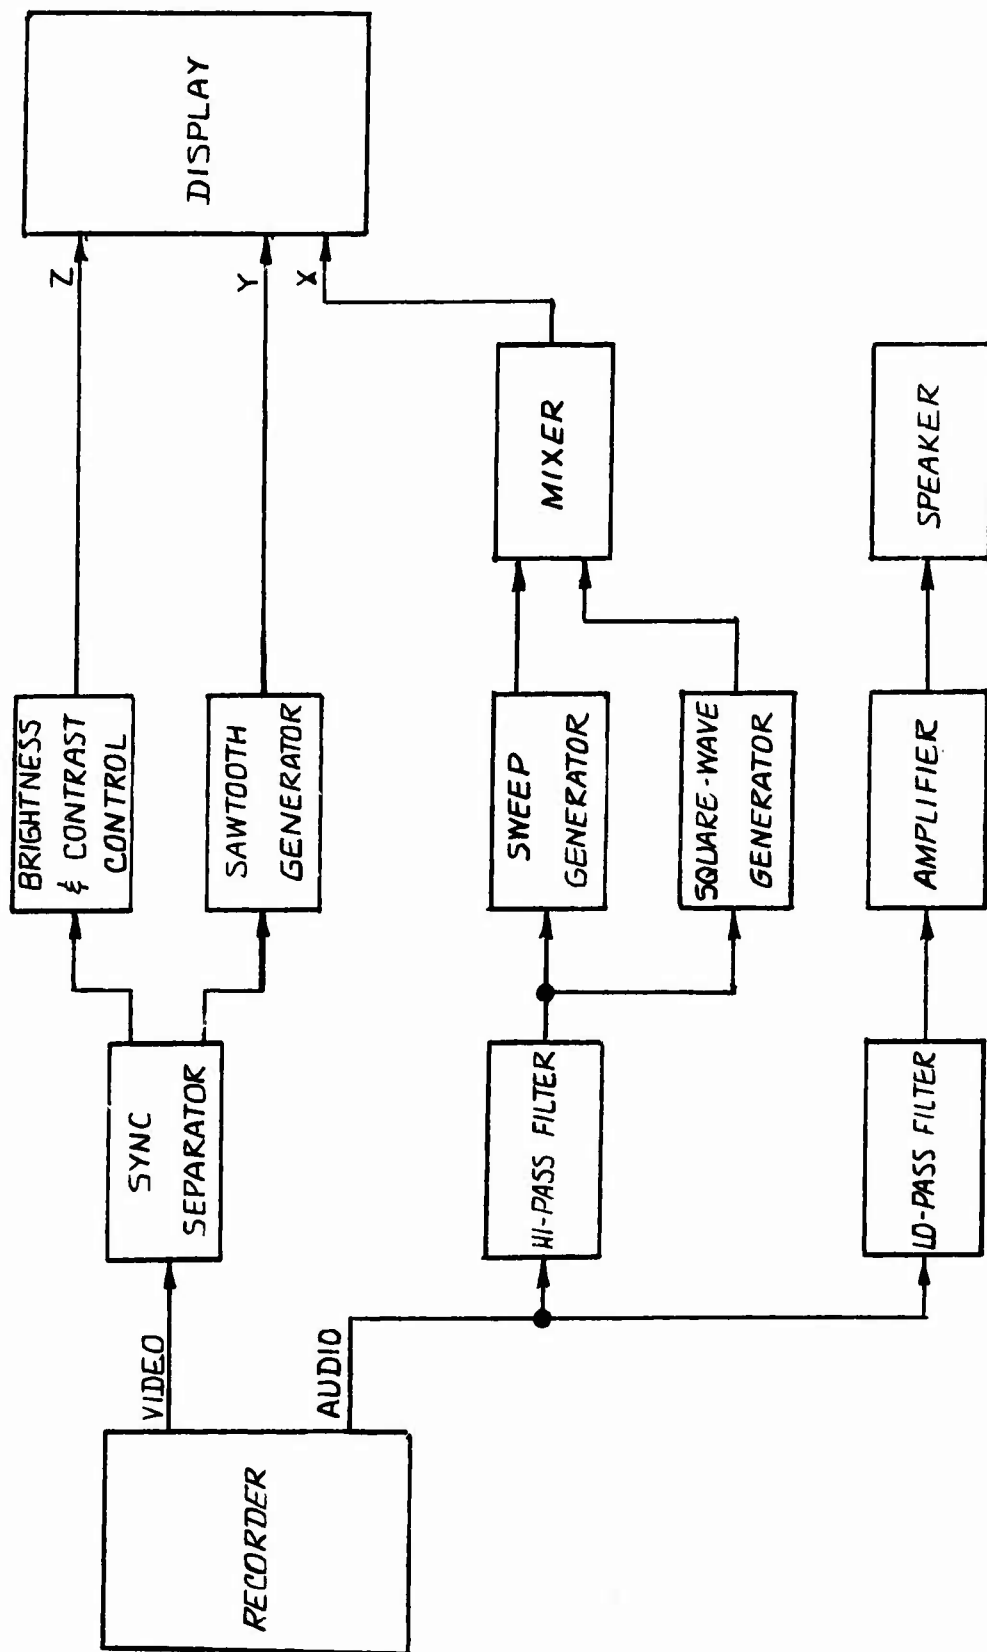 RECORDER
VIDEO
AUDIO
SYNC
SEPARATOR
BRIGHTNESS
& CONTRAST
CONTROL
SAWTOOTH
GENERATOR
Z
Y
X
DISPLAY
HI-PASS FILTER
SWEEP
GENERATOR
SQUARE-WAVE
GENERATOR
MIXER
LO-PASS FILTER
AMPLIFIER
SPEAKER